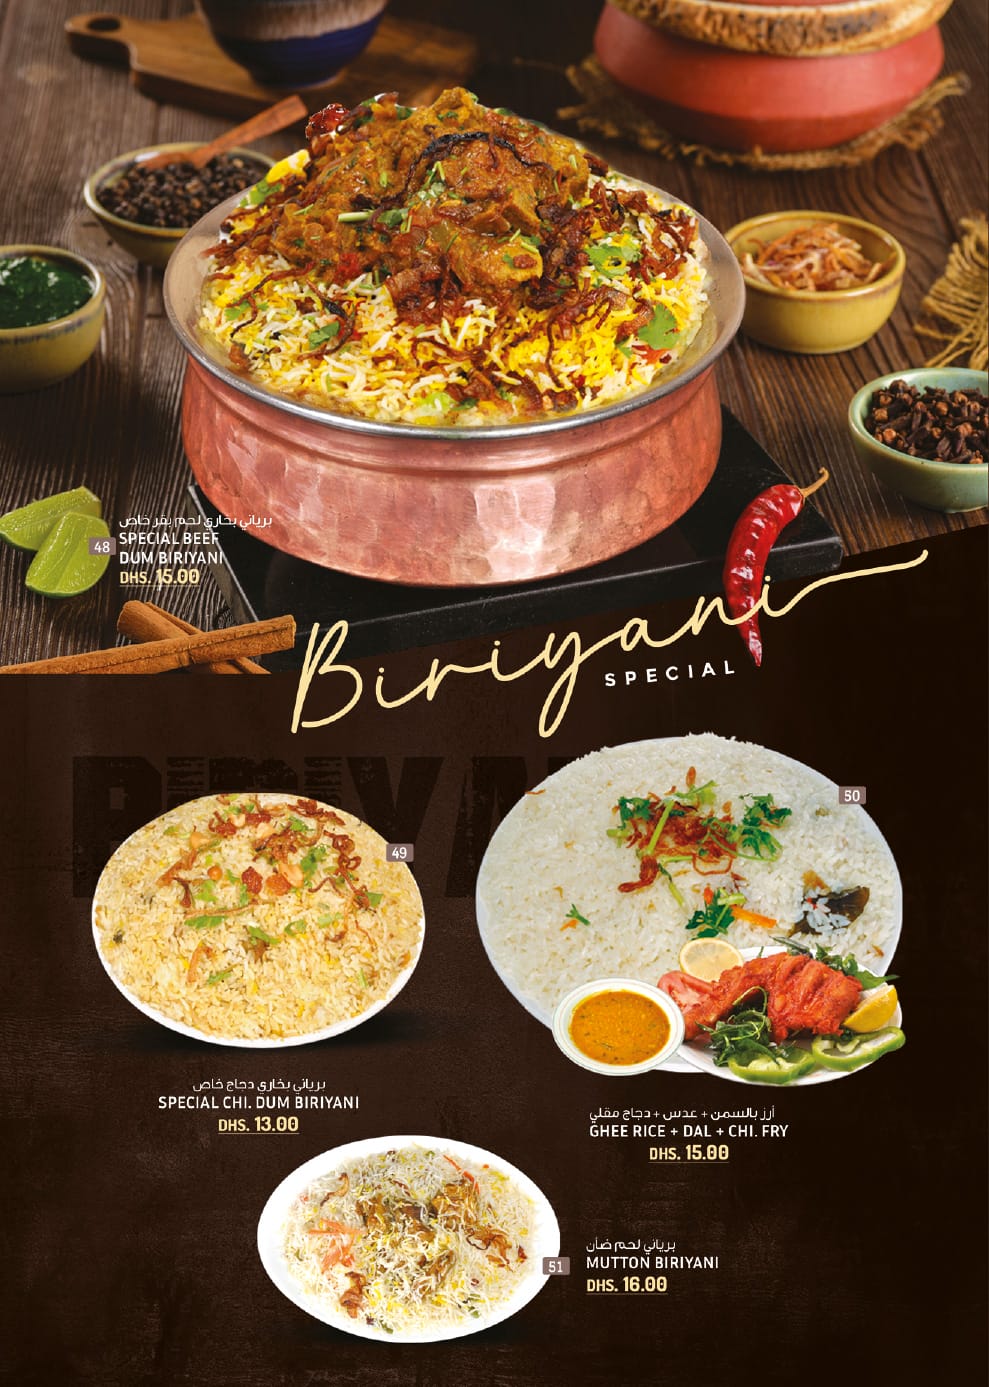 برياني بخاري لحم بقر خاص
48
SPECIAL BEEF
DUM BIRIYANI
DHS. 15.00
Biriyani
SPECIAL
BIRIYANI
49
50
برياني بخاري دجاج خاص
SPECIAL CHI. DUM BIRIYANI
DHS. 13.00
أرز بالسمن + عدس + دجاج مقلي
GHEE RICE + DAL + CHI. FRY
DHS. 15.00
برياني لحم ضأن
51
MUTTON BIRIYANI
DHS. 16.00